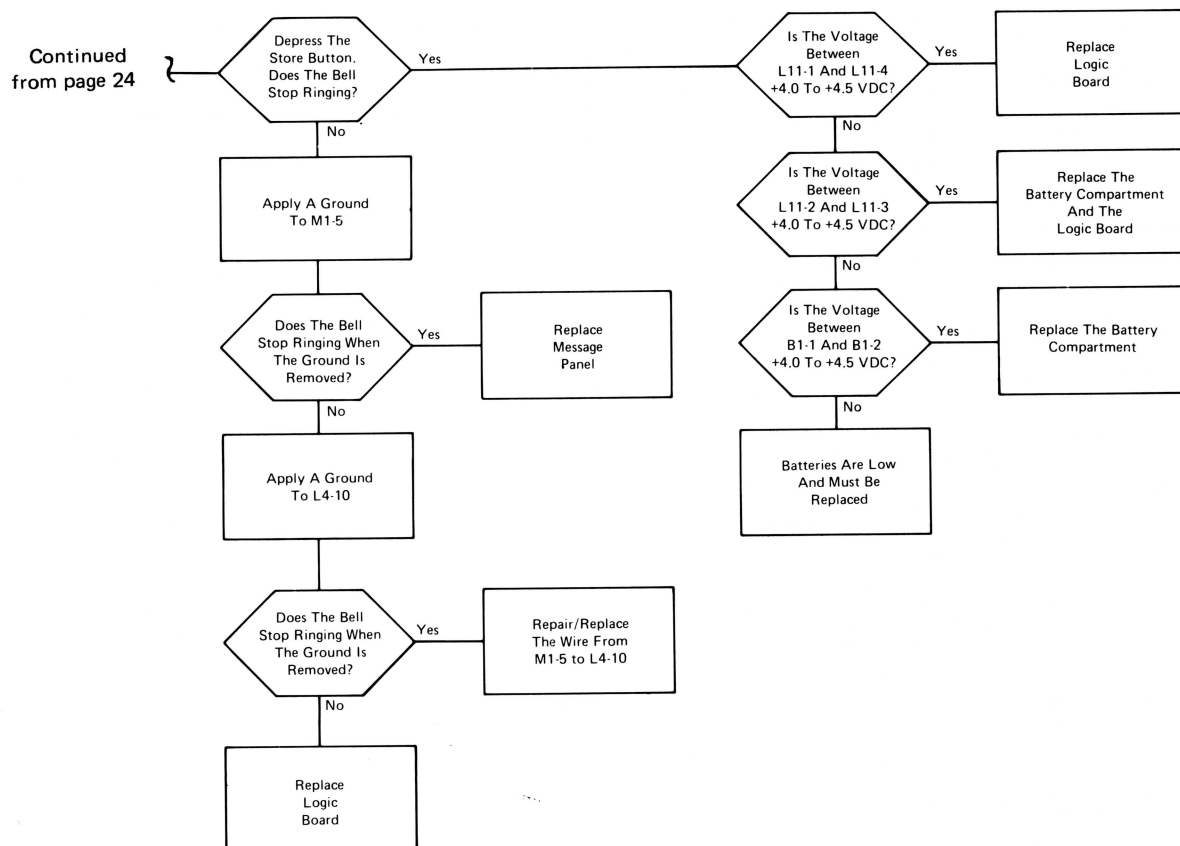 Continued
from page 24
Depress The
Store Button.
Does The Bell
Stop Ringing?
Yes
No
Is The Voltage
Between
L11-1 And L11-4
+4.0 To +4.5 VDC?
Yes
No
Replace
Logic
Board
Apply A Ground
To M1-5
Is The Voltage
Between
L11-2 And L11-3
+4.0 To +4.5 VDC?
Yes
No
Replace The
Battery Compartment
And The
Logic Board
Does The Bell
Stop Ringing When
The Ground Is
Removed?
Yes
No
Replace
Message
Panel
Is The Voltage
Between
B1-1 And B1-2
+4.0 To +4.5 VDC?
Yes
No
Replace The Battery
Compartment
Apply A Ground
To L4-10
Batteries Are Low
And Must Be
Replaced
Does The Bell
Stop Ringing When
The Ground Is
Removed?
Yes
No
Repair/Replace
The Wire From
M1-5 to L4-10
Replace
Logic
Board